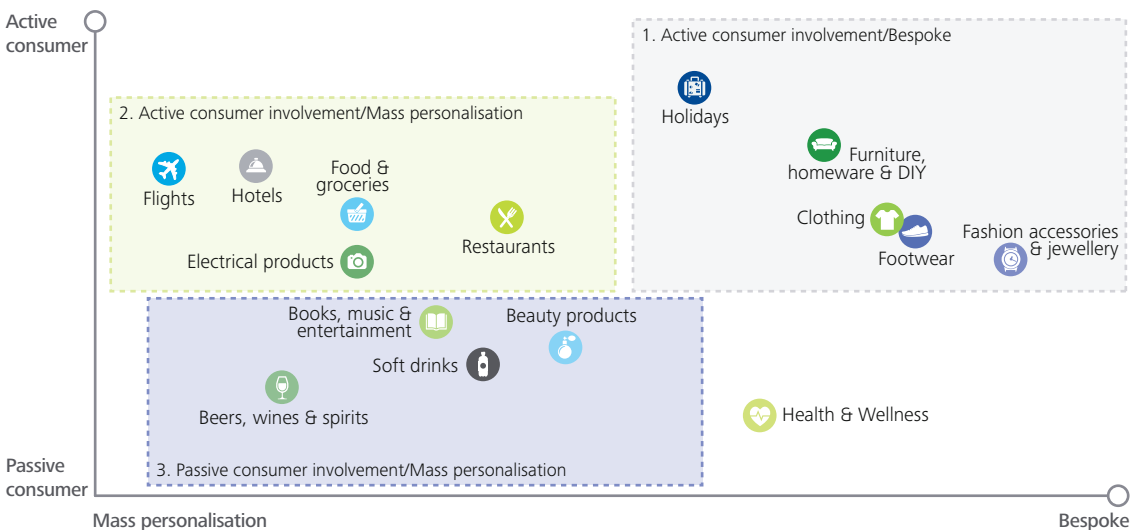 Active
consumer
1. Active consumer involvement/Bespoke
Holidays
Furniture,
homeware & DIY
Clothing
Footwear
Fashion accessories
& jewellery
2. Active consumer involvement/Mass personalisation
Flights
Hotels
Food &
groceries
Restaurants
Electrical products
Books, music &
entertainment
Beauty products
Soft drinks
Beers, wines & spirits
3. Passive consumer involvement/Mass personalisation
Health & Wellness
Passive
consumer
Mass personalisation
Bespoke